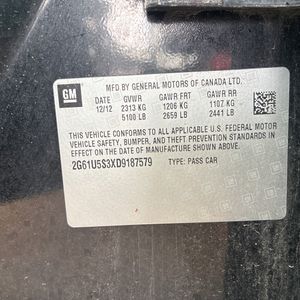 GM
MFD BY GENERAL MOTORS OF CANADA LTD.
DATE GVWR GAWR FRT GAWR RR
12/12 2313 KG 1206 KG 1107 KG
5100 LB 2659 LB 2441 LB
THIS VEHICLE CONFORMS TO ALL APPLICABLE U.S. FEDERAL MOTOR
VEHICLE SAFETY, BUMPER, AND THEFT PREVENTION STANDARDS IN
EFFECT ON THE DATE OF MANUFACTURE SHOWN ABOVE.
2G61U5S3XD9187579 TYPE: PASS CAR